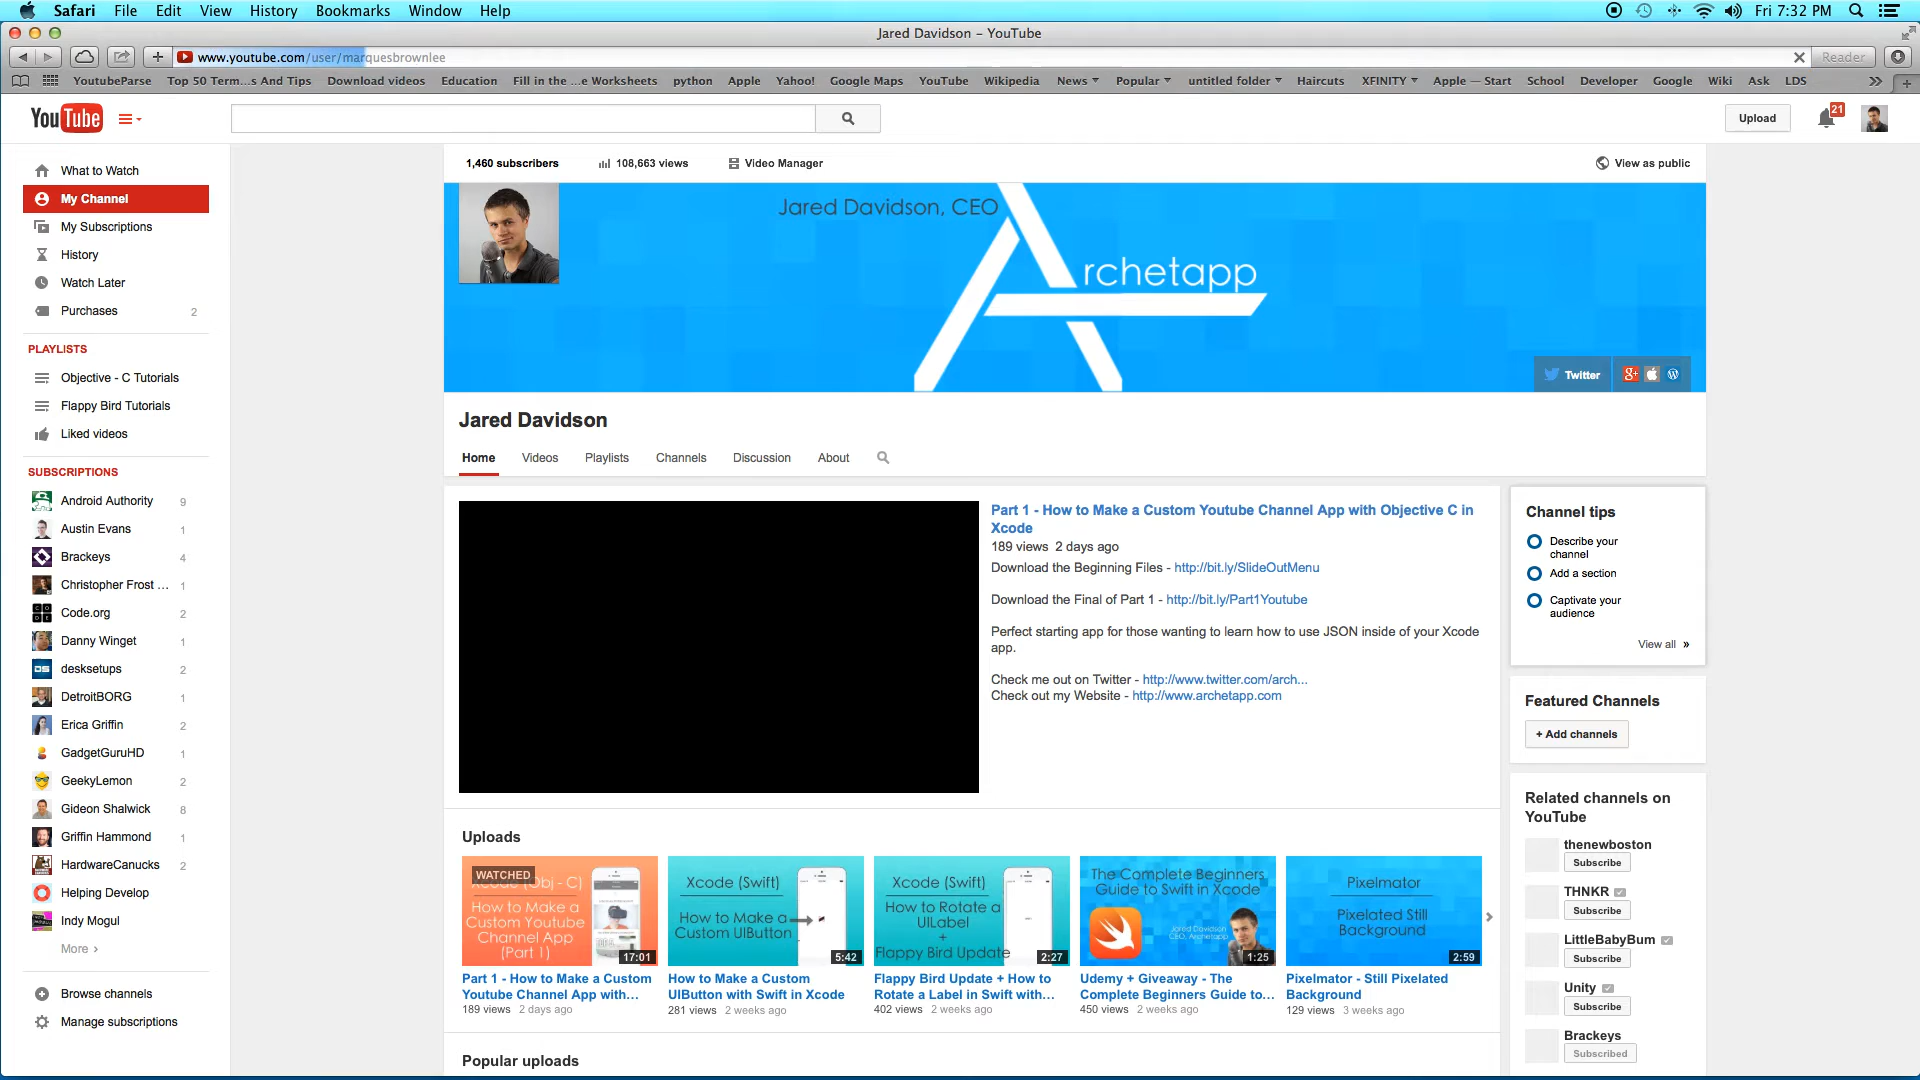 Safari File Edit View History Bookmarks Window Help
Fri 7:32 PM
Jared Davidson – YouTube
www.youtube.com/user/marquesbrownlee
Reader
YoutubeParse Top 50 Term...s And Tips Download videos Education Fill in the ...e Worksheets python Apple Yahoo! Google Maps YouTube Wikipedia News Popular untitled folder Haircuts XFINITY Apple — Start School Developer Google Wiki Ask LDS
YouTube
Upload
21
What to Watch
My Channel
My Subscriptions
History
Watch Later
Purchases 2
PLAYLISTS
Objective - C Tutorials
Flappy Bird Tutorials
Liked videos
SUBSCRIPTIONS
Android Authority 9
Austin Evans 1
Brackeys 4
Christopher Frost ... 1
Code.org 2
Danny Winget 1
desksetups 2
DetroitBORG 1
Erica Griffin 2
GadgetGuruHD 1
GeekyLemon 2
Gideon Shalwick 8
Griffin Hammond 1
HardwareCanucks 2
Helping Develop
Indy Mogul
More ›
Browse channels
Manage subscriptions
1,460 subscribers 108,663 views Video Manager
View as public
Jared Davidson, CEO
Archetapp
Twitter
Jared Davidson
Home Videos Playlists Channels Discussion About
Part 1 - How to Make a Custom Youtube Channel App with Objective C in
Xcode
189 views 2 days ago
Download the Beginning Files - http://bit.ly/SlideOutMenu
Download the Final of Part 1 - http://bit.ly/Part1Youtube
Perfect starting app for those wanting to learn how to use JSON inside of your Xcode
app.
Check me out on Twitter - http://www.twitter.com/arch...
Check out my Website - http://www.archetapp.com
Uploads
WATCHED
Xcode (Obj - C)
How to Make a
Custom Youtube
Channel App
(Part 1)
17:01
Part 1 - How to Make a Custom
Youtube Channel App with...
189 views 2 days ago
Xcode (Swift)
How to Make a
Custom UIButton
5:42
How to Make a Custom
UIButton with Swift in Xcode
281 views 2 weeks ago
Xcode (Swift)
How to Rotate a
UILabel
+
Flappy Bird Update
2:27
Flappy Bird Update + How to
Rotate a Label in Swift with...
402 views 2 weeks ago
The Complete Beginners
Guide to Swift in Xcode
Jared Davidson
CEO, Archetapp
1:25
Udemy + Giveaway - The
Complete Beginners Guide to...
450 views 2 weeks ago
Pixelmator
Pixelated Still
Background
2:59
Pixelmator - Still Pixelated
Background
129 views 3 weeks ago
Popular uploads
Channel tips
Describe your
channel
Add a section
Captivate your
audience
View all »
Featured Channels
+ Add channels
Related channels on
YouTube
thenewboston
Subscribe
THNKR
Subscribe
LittleBabyBum
Subscribe
Unity
Subscribe
Brackeys
Subscribed